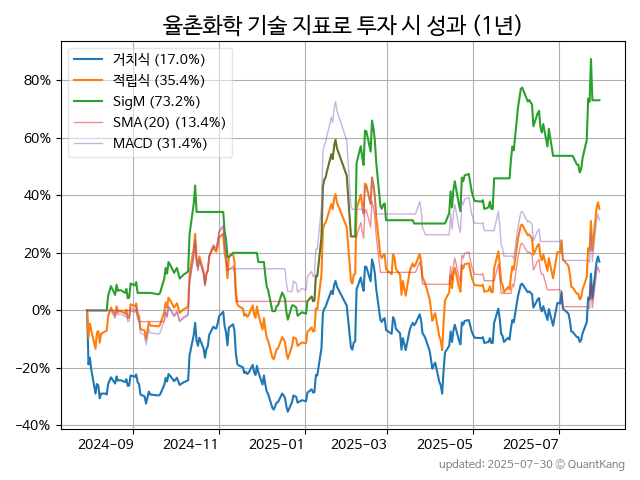 율촌화학 기술 지표로 투자 시 성과 (1년)
거치식 (17.0%)
적립식 (35.4%)
SigM (73.2%)
SMA(20) (13.4%)
MACD (31.4%)
80%
60%
40%
20%
0%
−20%
−40%
2024-09
2024-11
2025-01
2025-03
2025-05
2025-07
updated: 2025-07-30 © QuantKang